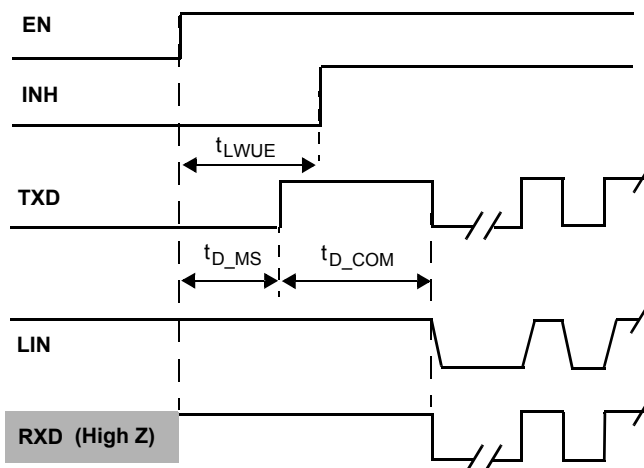 EN
INH
tLWUE
TXD
tD_MS
tD_COM
LIN
RXD (High Z)